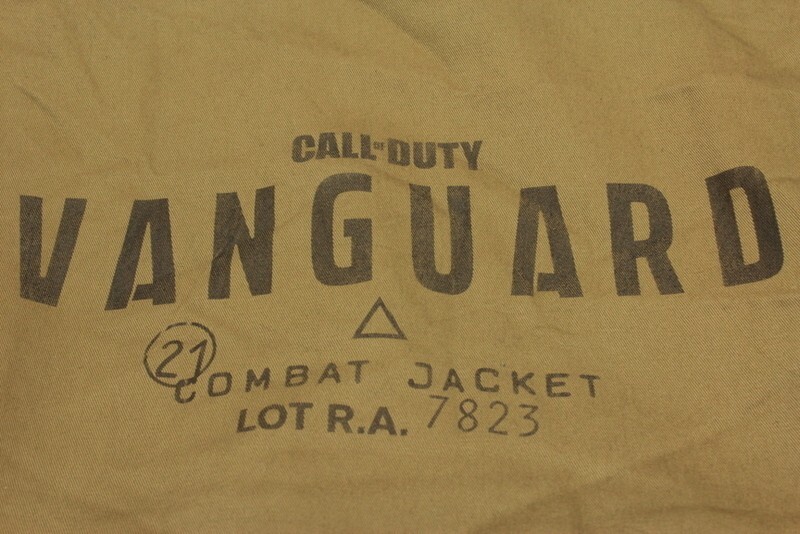 CALL OF DUTY
VANGUARD
21
COMBAT JACKET
LOT R.A. 7823